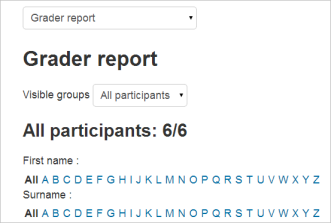 Grader report
Grader report
Visible groups All participants
All participants: 6/6
First name :
All A B C D E F G H I J K L M N O P Q R S T U V W X Y Z
Surname :
All A B C D E F G H I J K L M N O P Q R S T U V W X Y Z